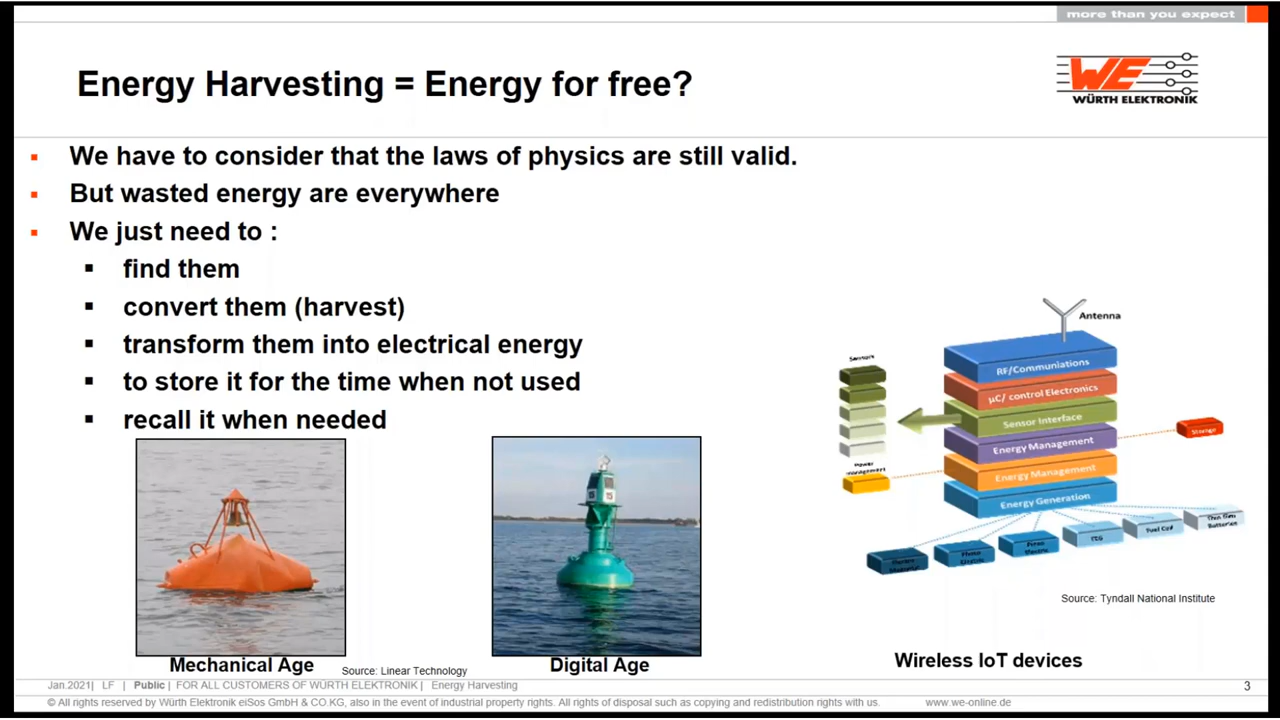 more than you expect
Energy Harvesting = Energy for free?
WE
WÜRTH ELEKTRONIK
We have to consider that the laws of physics are still valid.
But wasted energy are everywhere
We just need to :
find them
convert them (harvest)
transform them into electrical energy
to store it for the time when not used
recall it when needed
Antenna
Sensors
RF/Communiations
µC/ control Electronics
Sensor Interface
Energy Management
Storage
Power
Energy Management
Energy Generation
TEG
Fuel Cell
Thin film
Batteries
Source: Tyndall National Institute
Mechanical Age
Source: Linear Technology
Digital Age
Wireless IoT devices
Jan.2021| LF | Public | FOR ALL CUSTOMERS OF WÜRTH ELEKTRONIK | Energy Harvesting
3
© All rights reserved by Würth Elektronik eiSos GmbH & CO.KG, also in the event of industrial property rights. All rights of disposal such as copying and redistribution rights with us. www.we-online.de